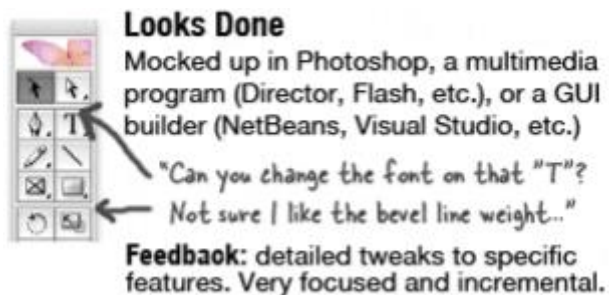 Looks Done
Mocked up in Photoshop, a multimedia
program (Director, Flash, etc.), or a GUI
builder (NetBeans, Visual Studio, etc.)
T
"Can you change the font on that "T"?
Not sure I like the bevel line weight..."
Feedback: detailed tweaks to specific
features. Very focused and incremental.